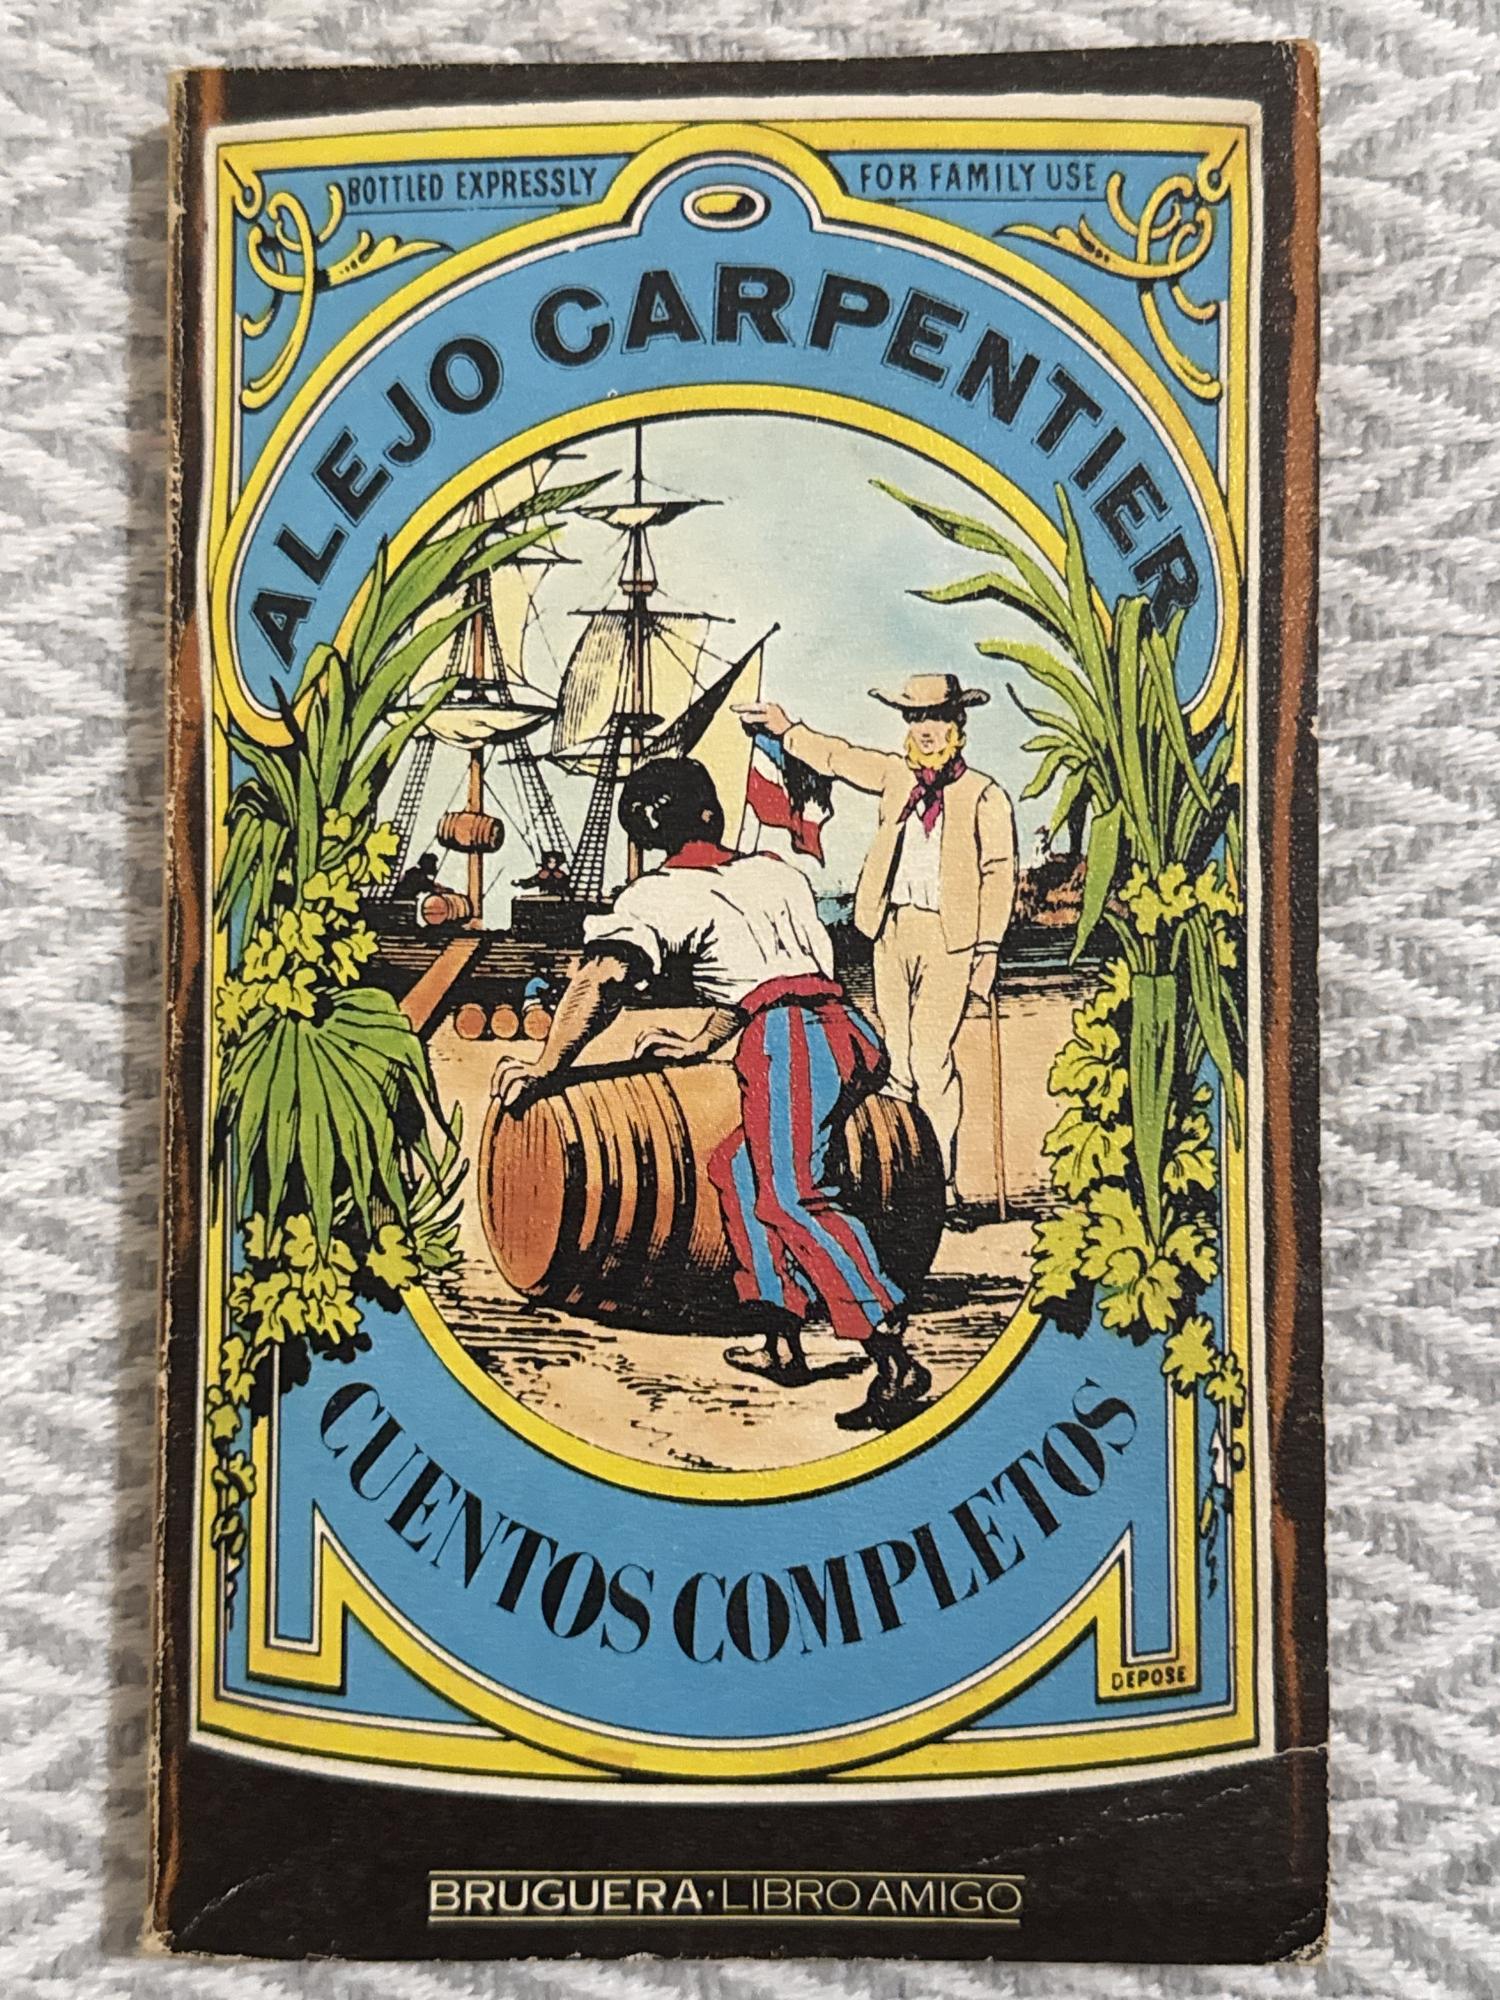 BOTTLED EXPRESSLY FOR FAMILY USE
ALEJO CARPENTIER
CUENTOS COMPLETOS
DEPOSE
BRUGUERA·LIBRO AMIGO